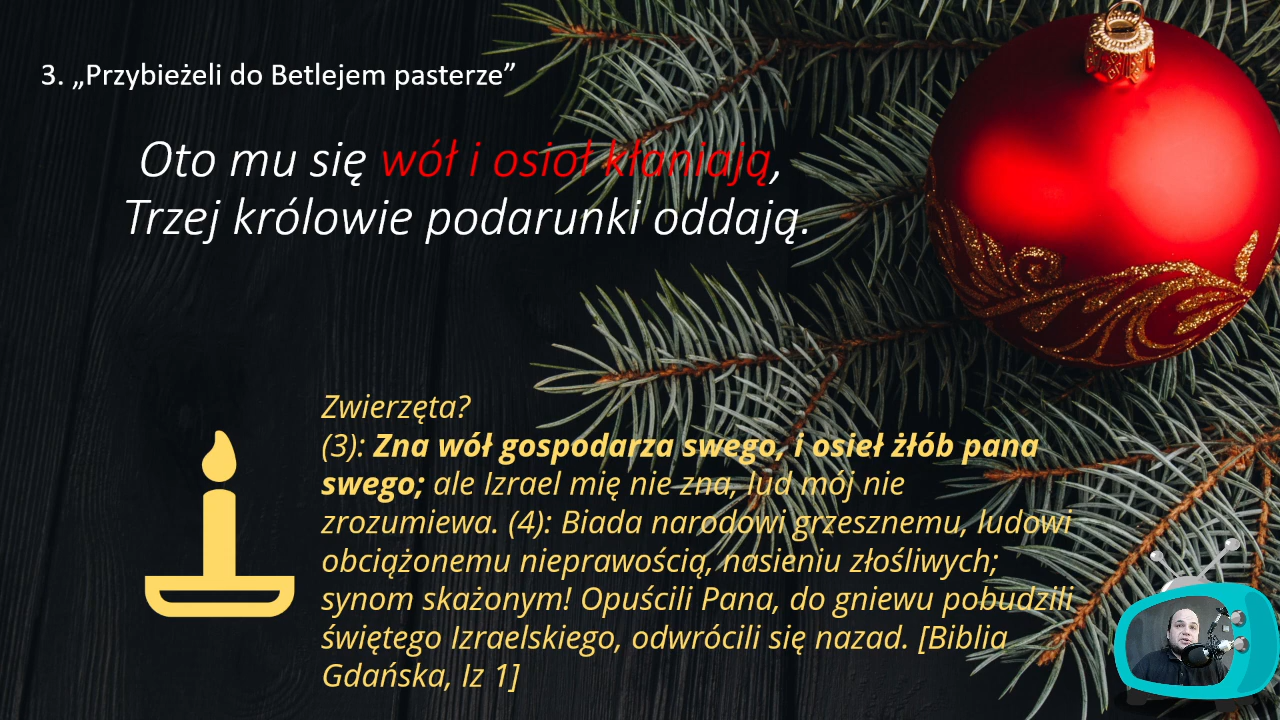 3. „Przybieżeli do Betlejem pasterze”
Oto mu się wół i osioł kłaniają,
Trzej królowie podarunki oddają.
Zwierzęta?
(3): Zna wół gospodarza swego, i osieł żłób pana
swego; ale Izrael mię nie zna, lud mój nie
zrozumiewa. (4): Biada narodowi grzesznemu, ludowi
obciążonemu nieprawością, nasieniu złośliwych;
synom skażonym! Opuścili Pana, do gniewu pobudzili
świętego Izraelskiego, odwrócili się nazad. [Biblia
Gdańska, Iz 1]